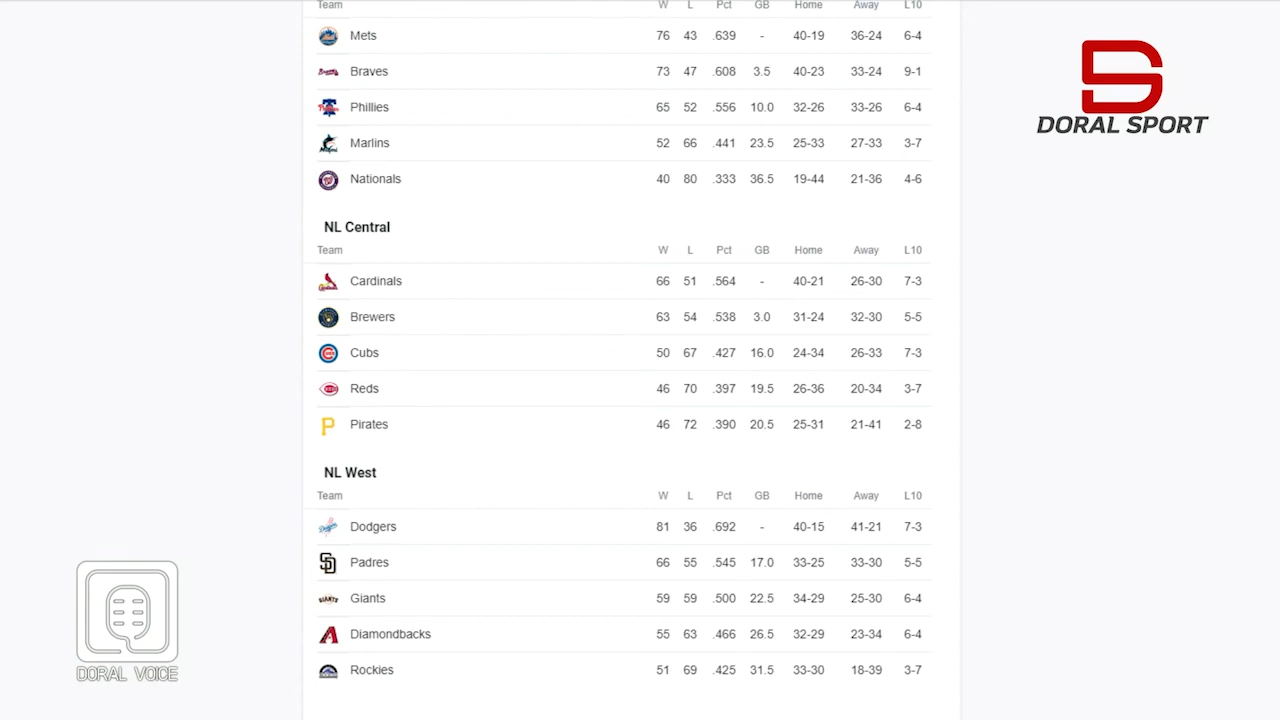 Team W L Pct GB Home Away L10
Mets 76 43 .639 - 40-19 36-24 6-4
Braves 73 47 .608 3.5 40-23 33-24 9-1
Phillies 65 52 .556 10.0 32-26 33-26 6-4
Marlins 52 66 .441 23.5 25-33 27-33 3-7
Nationals 40 80 .333 36.5 19-44 21-36 4-6
NL Central
Team W L Pct GB Home Away L10
Cardinals 66 51 .564 - 40-21 26-30 7-3
Brewers 63 54 .538 3.0 31-24 32-30 5-5
Cubs 50 67 .427 16.0 24-34 26-33 7-3
Reds 46 70 .397 19.5 26-36 20-34 3-7
Pirates 46 72 .390 20.5 25-31 21-41 2-8
NL West
Team W L Pct GB Home Away L10
Dodgers 81 36 .692 - 40-15 41-21 7-3
Padres 66 55 .545 17.0 33-25 33-30 5-5
Giants 59 59 .500 22.5 34-29 25-30 6-4
Diamondbacks 55 63 .466 26.5 32-29 23-34 6-4
Rockies 51 69 .425 31.5 33-30 18-39 3-7
DORAL SPORT
DORAL VOICE